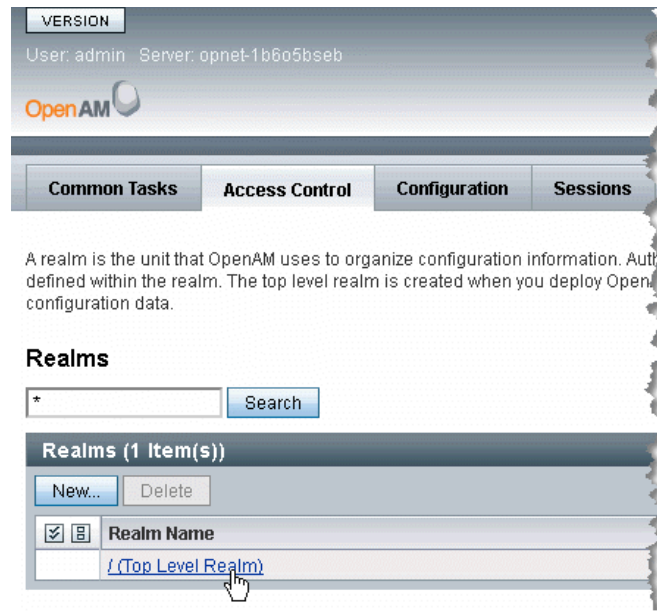 VERSION
User: admin Server: opnet-1b6o5bseb
OpenAM
Common Tasks Access Control Configuration Sessions
A realm is the unit that OpenAM uses to organize configuration information.
defined within the realm. The top level realm is created when you deploy
configuration data.
Realms
* Search
Realms (1 Item(s))
New... Delete
Realm Name
/ (Top Level Realm)